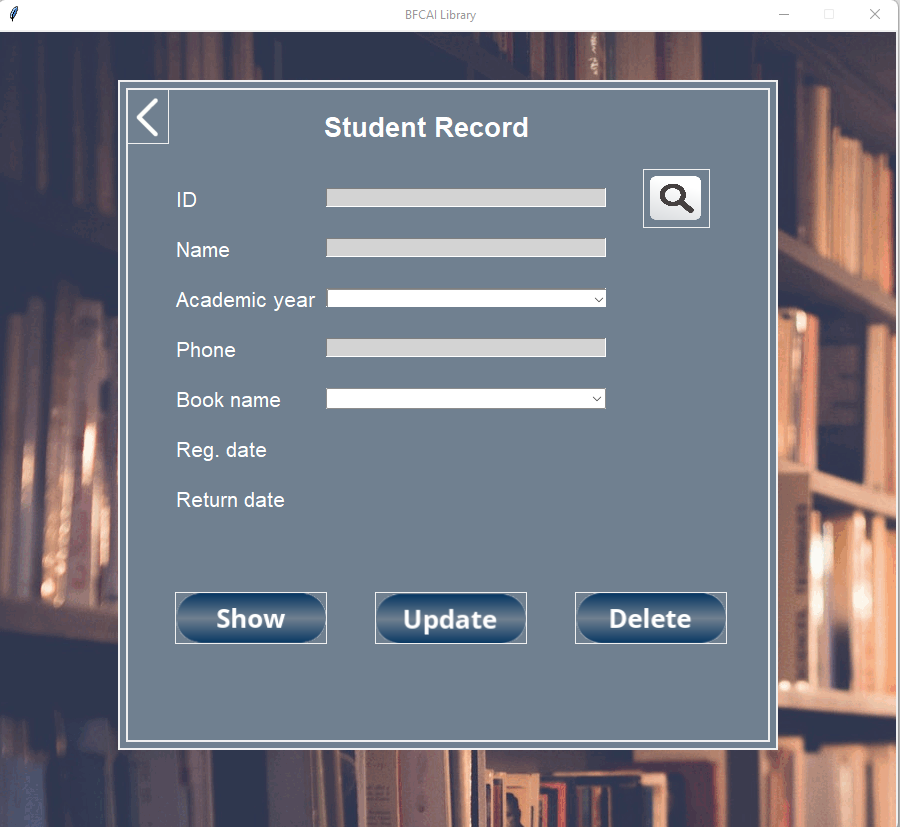 BFCAI Library
Student Record
ID
Name
Academic year
Phone
Book name
Reg. date
Return date
Show
Update
Delete